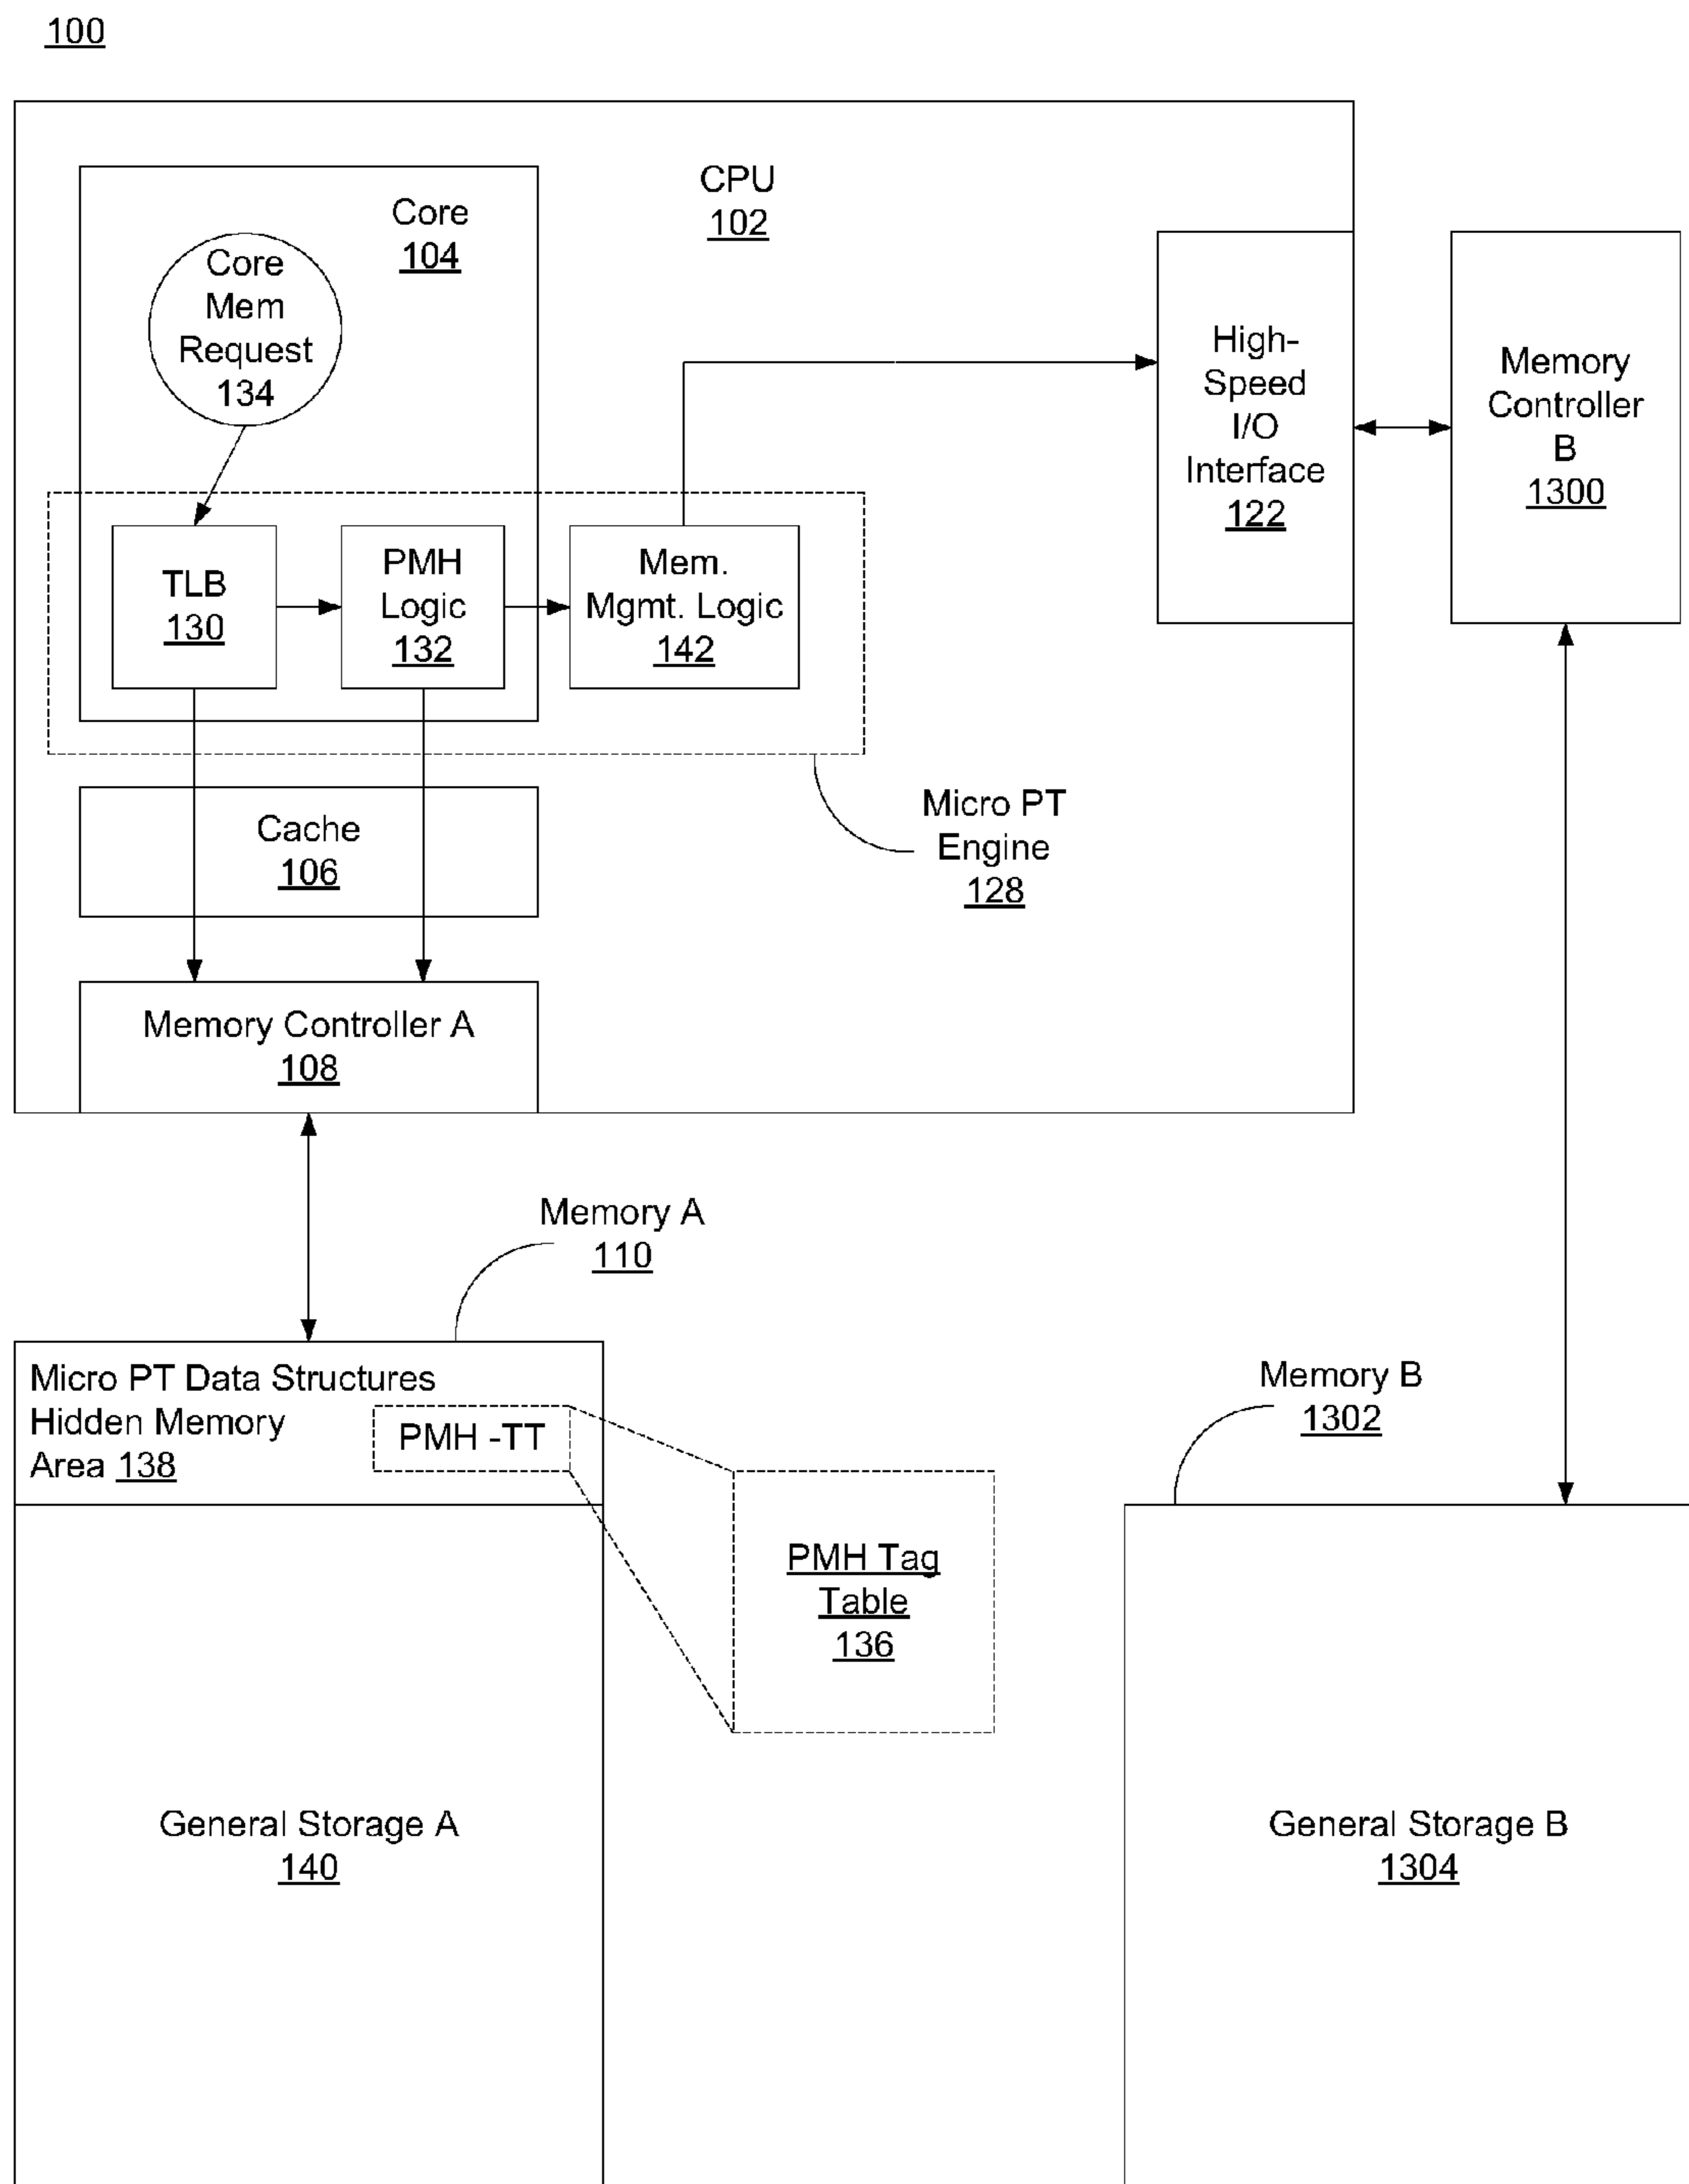 100
CPU
102
Core
104
Core
Mem
Request
134
High-
Speed
I/O
Interface
122
Memory
Controller
B
1300
TLB
130
PMH
Logic
132
Mem.
Mgmt. Logic
142
Micro PT
Engine
128
Cache
106
Memory Controller A
108
Memory A
110
Micro PT Data Structures
Hidden Memory
Area 138
PMH -TT
Memory B
1302
PMH Tag
Table
136
General Storage A
140
General Storage B
1304